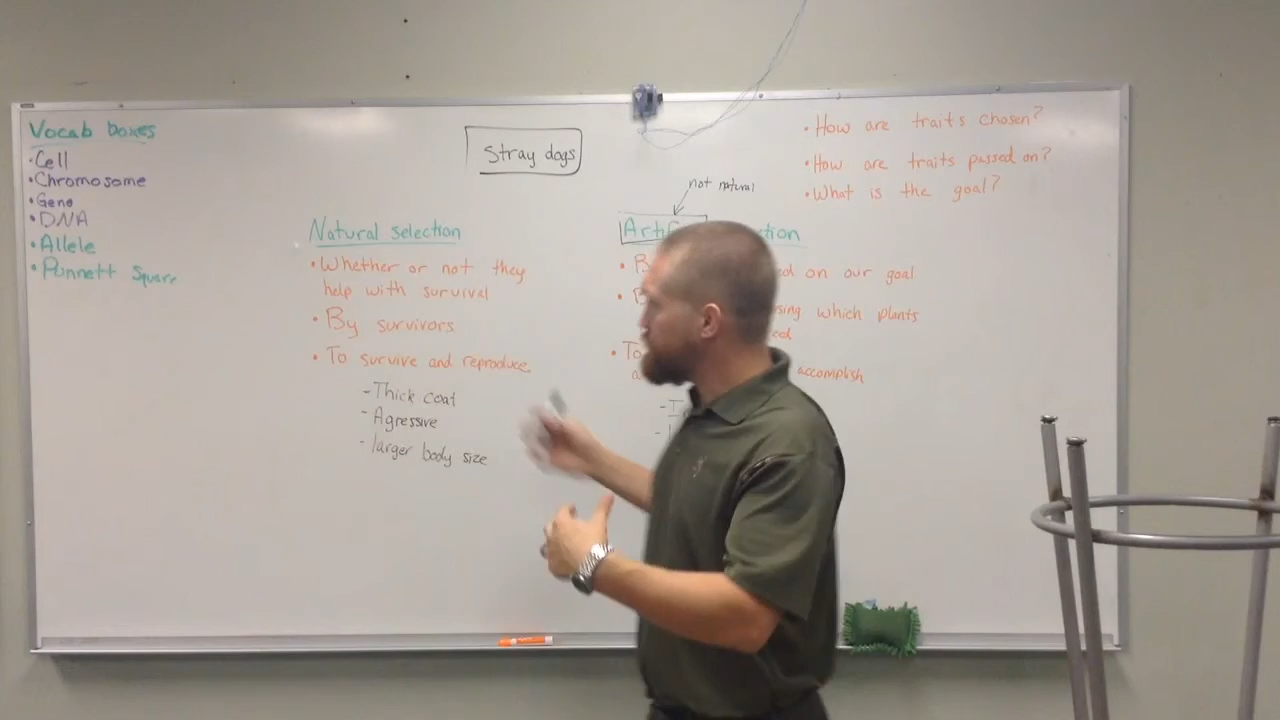 Vocab boxes
•Cell
•Chromosome
•Gene
•DNA
•Allele
•Punnett Square
Stray dogs
•How are traits chosen?
•How are traits passed on?
•What is the goal?
not natural
Natural selection
•Whether or not they
help with survival
•By survivors
•To survive and reproduce
-Thick coat
-Agressive
-larger body size
on our goal
which plants
•To
accomplish